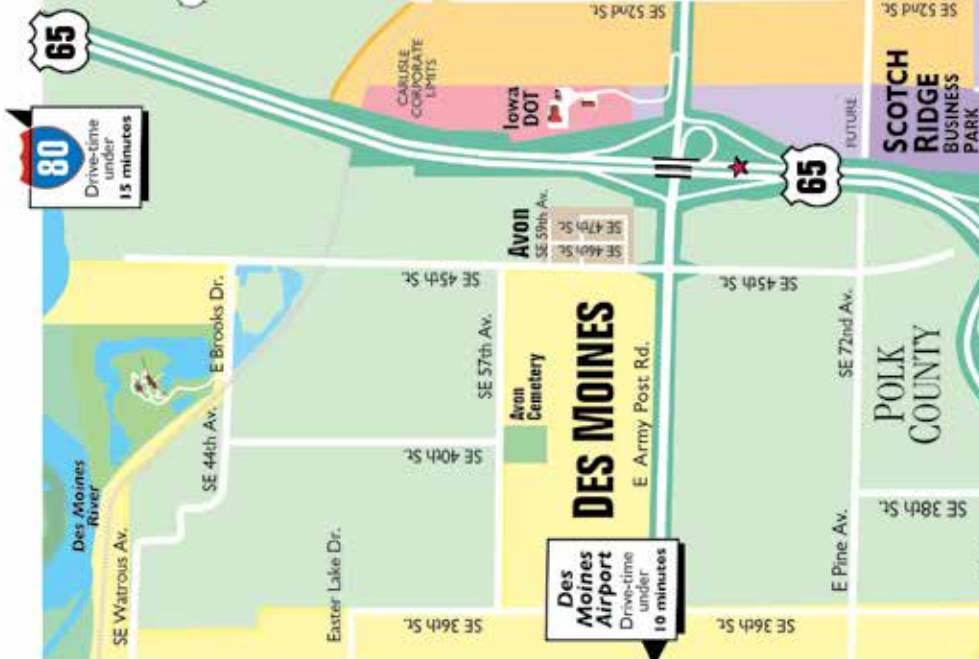 65
80
Drive-time
under
15 minutes
SE 52nd St.
SE 52nd St.
CARLISLE
CORPORATE
LIMITS
Iowa
DOT
FUTURE
SCOTCH
RIDGE
BUSINESS
PARK
65
Avon
SE 59th Av.
SE 47th St.
SE 46th St.
SE 45th St.
SE 45th St.
E Brooks Dr.
SE 44th Av.
SE 57th Av.
Avon
Cemetery
DES MOINES
E Army Post Rd.
SE 72nd Av.
POLK
COUNTY
SE 40th St.
Des Moines
River
SE Watrous Av.
Easter Lake Dr.
SE 38th St.
E Pine Av.
Des
Moines
Airport
Drive-time
under
10 minutes
SE 36th St.
SE 36th St.